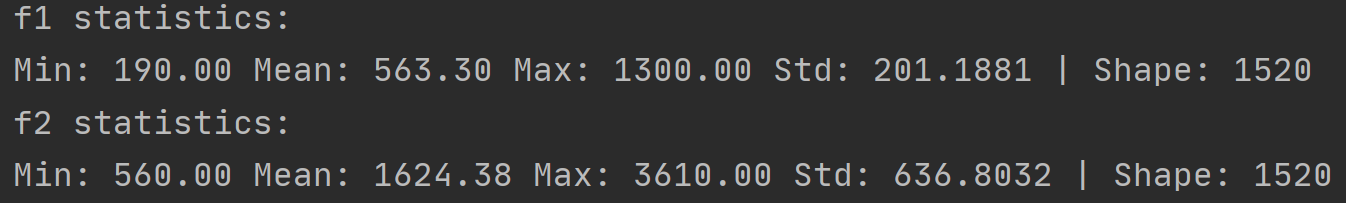 f1 statistics:
Min: 190.00 Mean: 563.30 Max: 1300.00 Std: 201.1881 | Shape: 1520
f2 statistics:
Min: 560.00 Mean: 1624.38 Max: 3610.00 Std: 636.8032 | Shape: 1520